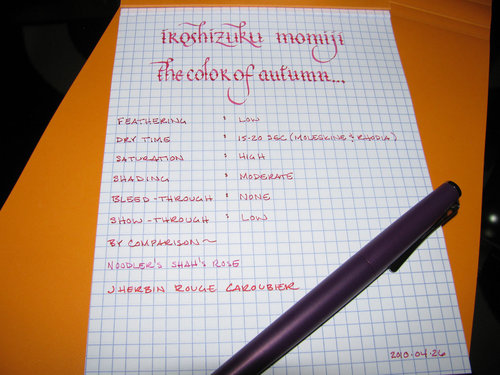 iroshizuku momiji
the color of autumn...
FEATHERING : LOW
DRY TIME : 15-20 SEC (MOLESKINE & RHODIA)
SATURATION : HIGH
SHADING : MODERATE
BLEED-THROUGH : NONE
SHOW-THROUGH : LOW
BY COMPARISON~
NOODLER'S SHAH'S ROSE
J. HERBIN ROUGE CAROUBIER
2010.04.26